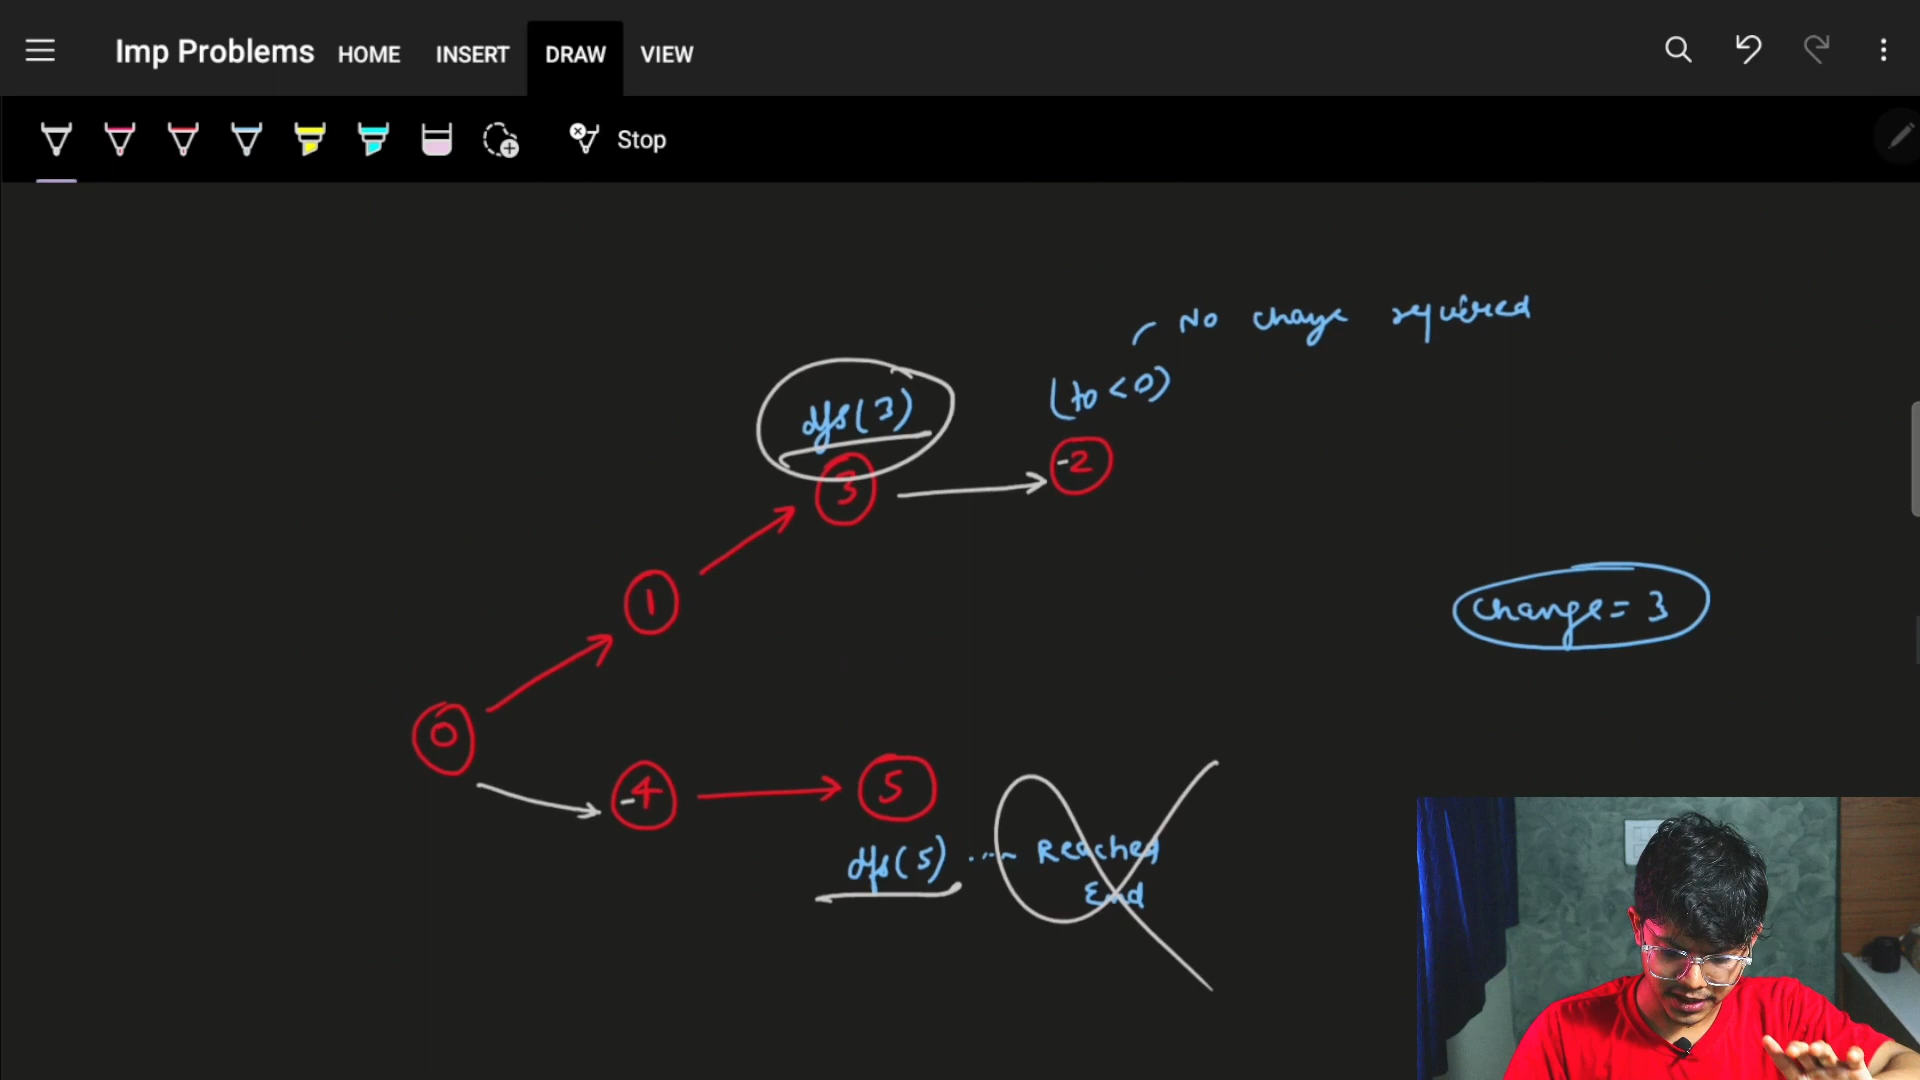 Imp Problems HOME INSERT DRAW VIEW
Stop
No change required
dfs(3)
(to < 0)
-2
3
1
change = 3
0
-4
5
dfs(5) .... Reached
End